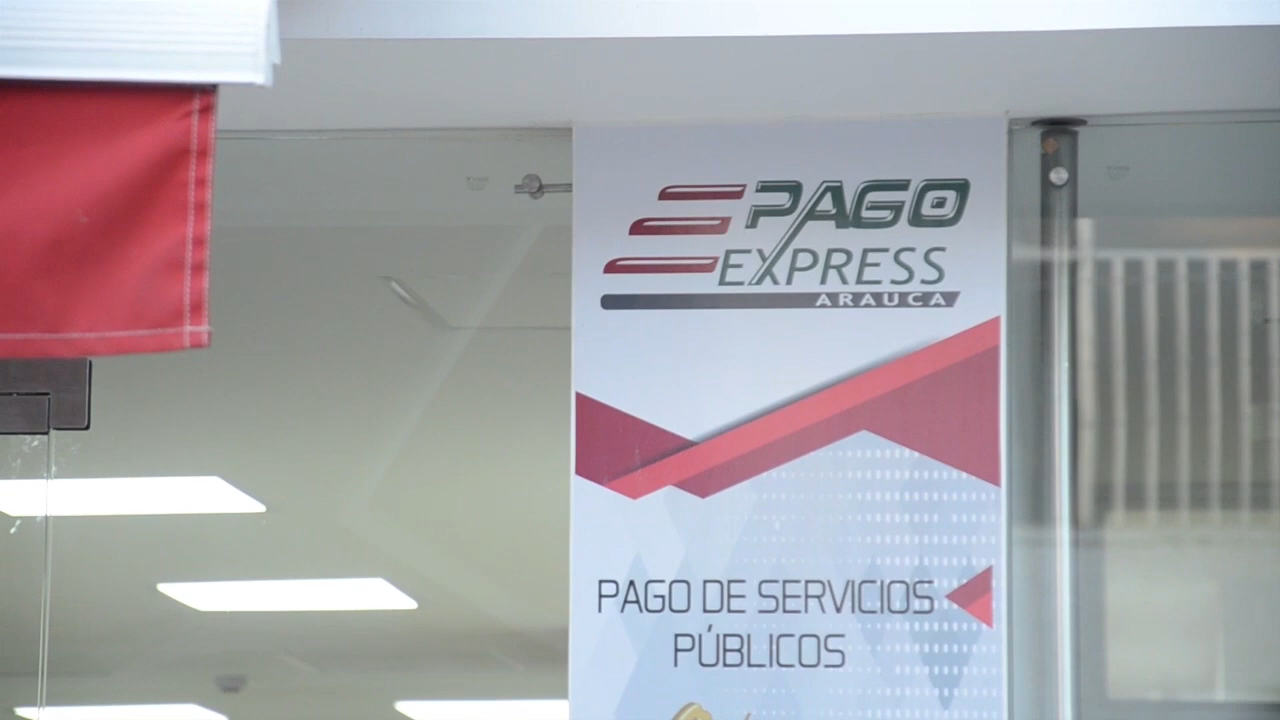 PAGO
EXPRESS
ARAUCA
PAGO DE SERVICIOS
PÚBLICOS